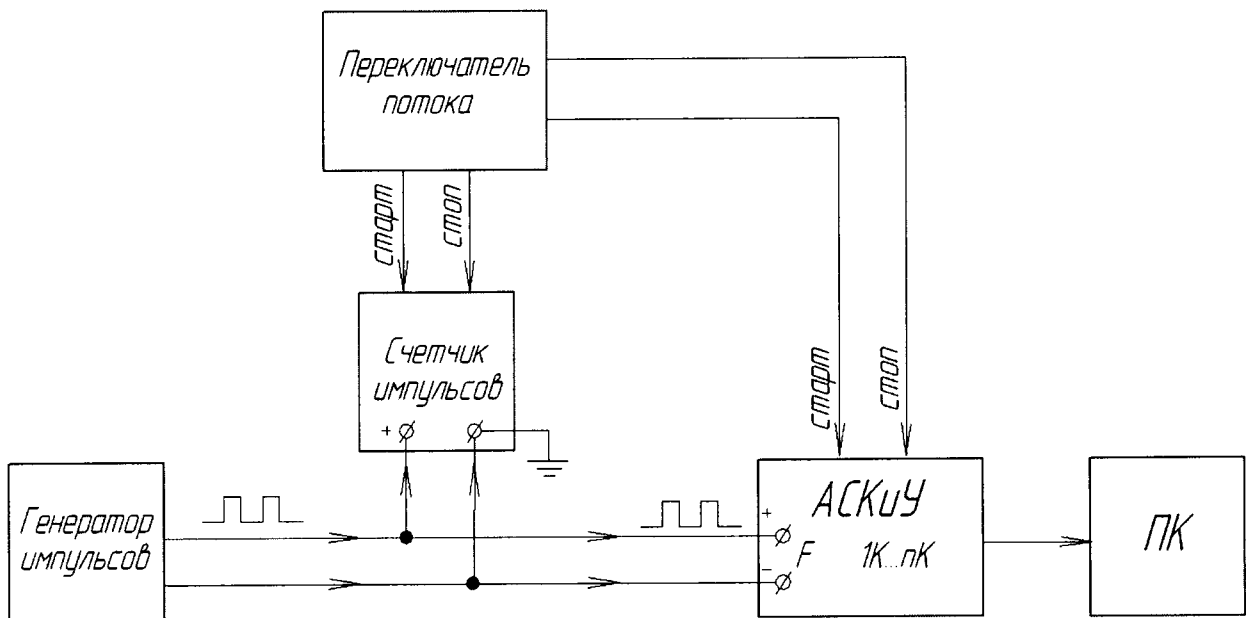 Переключатель
потока
старт
стоп
Счетчик
импульсов
+
старт
стоп
Генератор
импульсов
АСКиУ
+
F 1К...nК
−
ПК